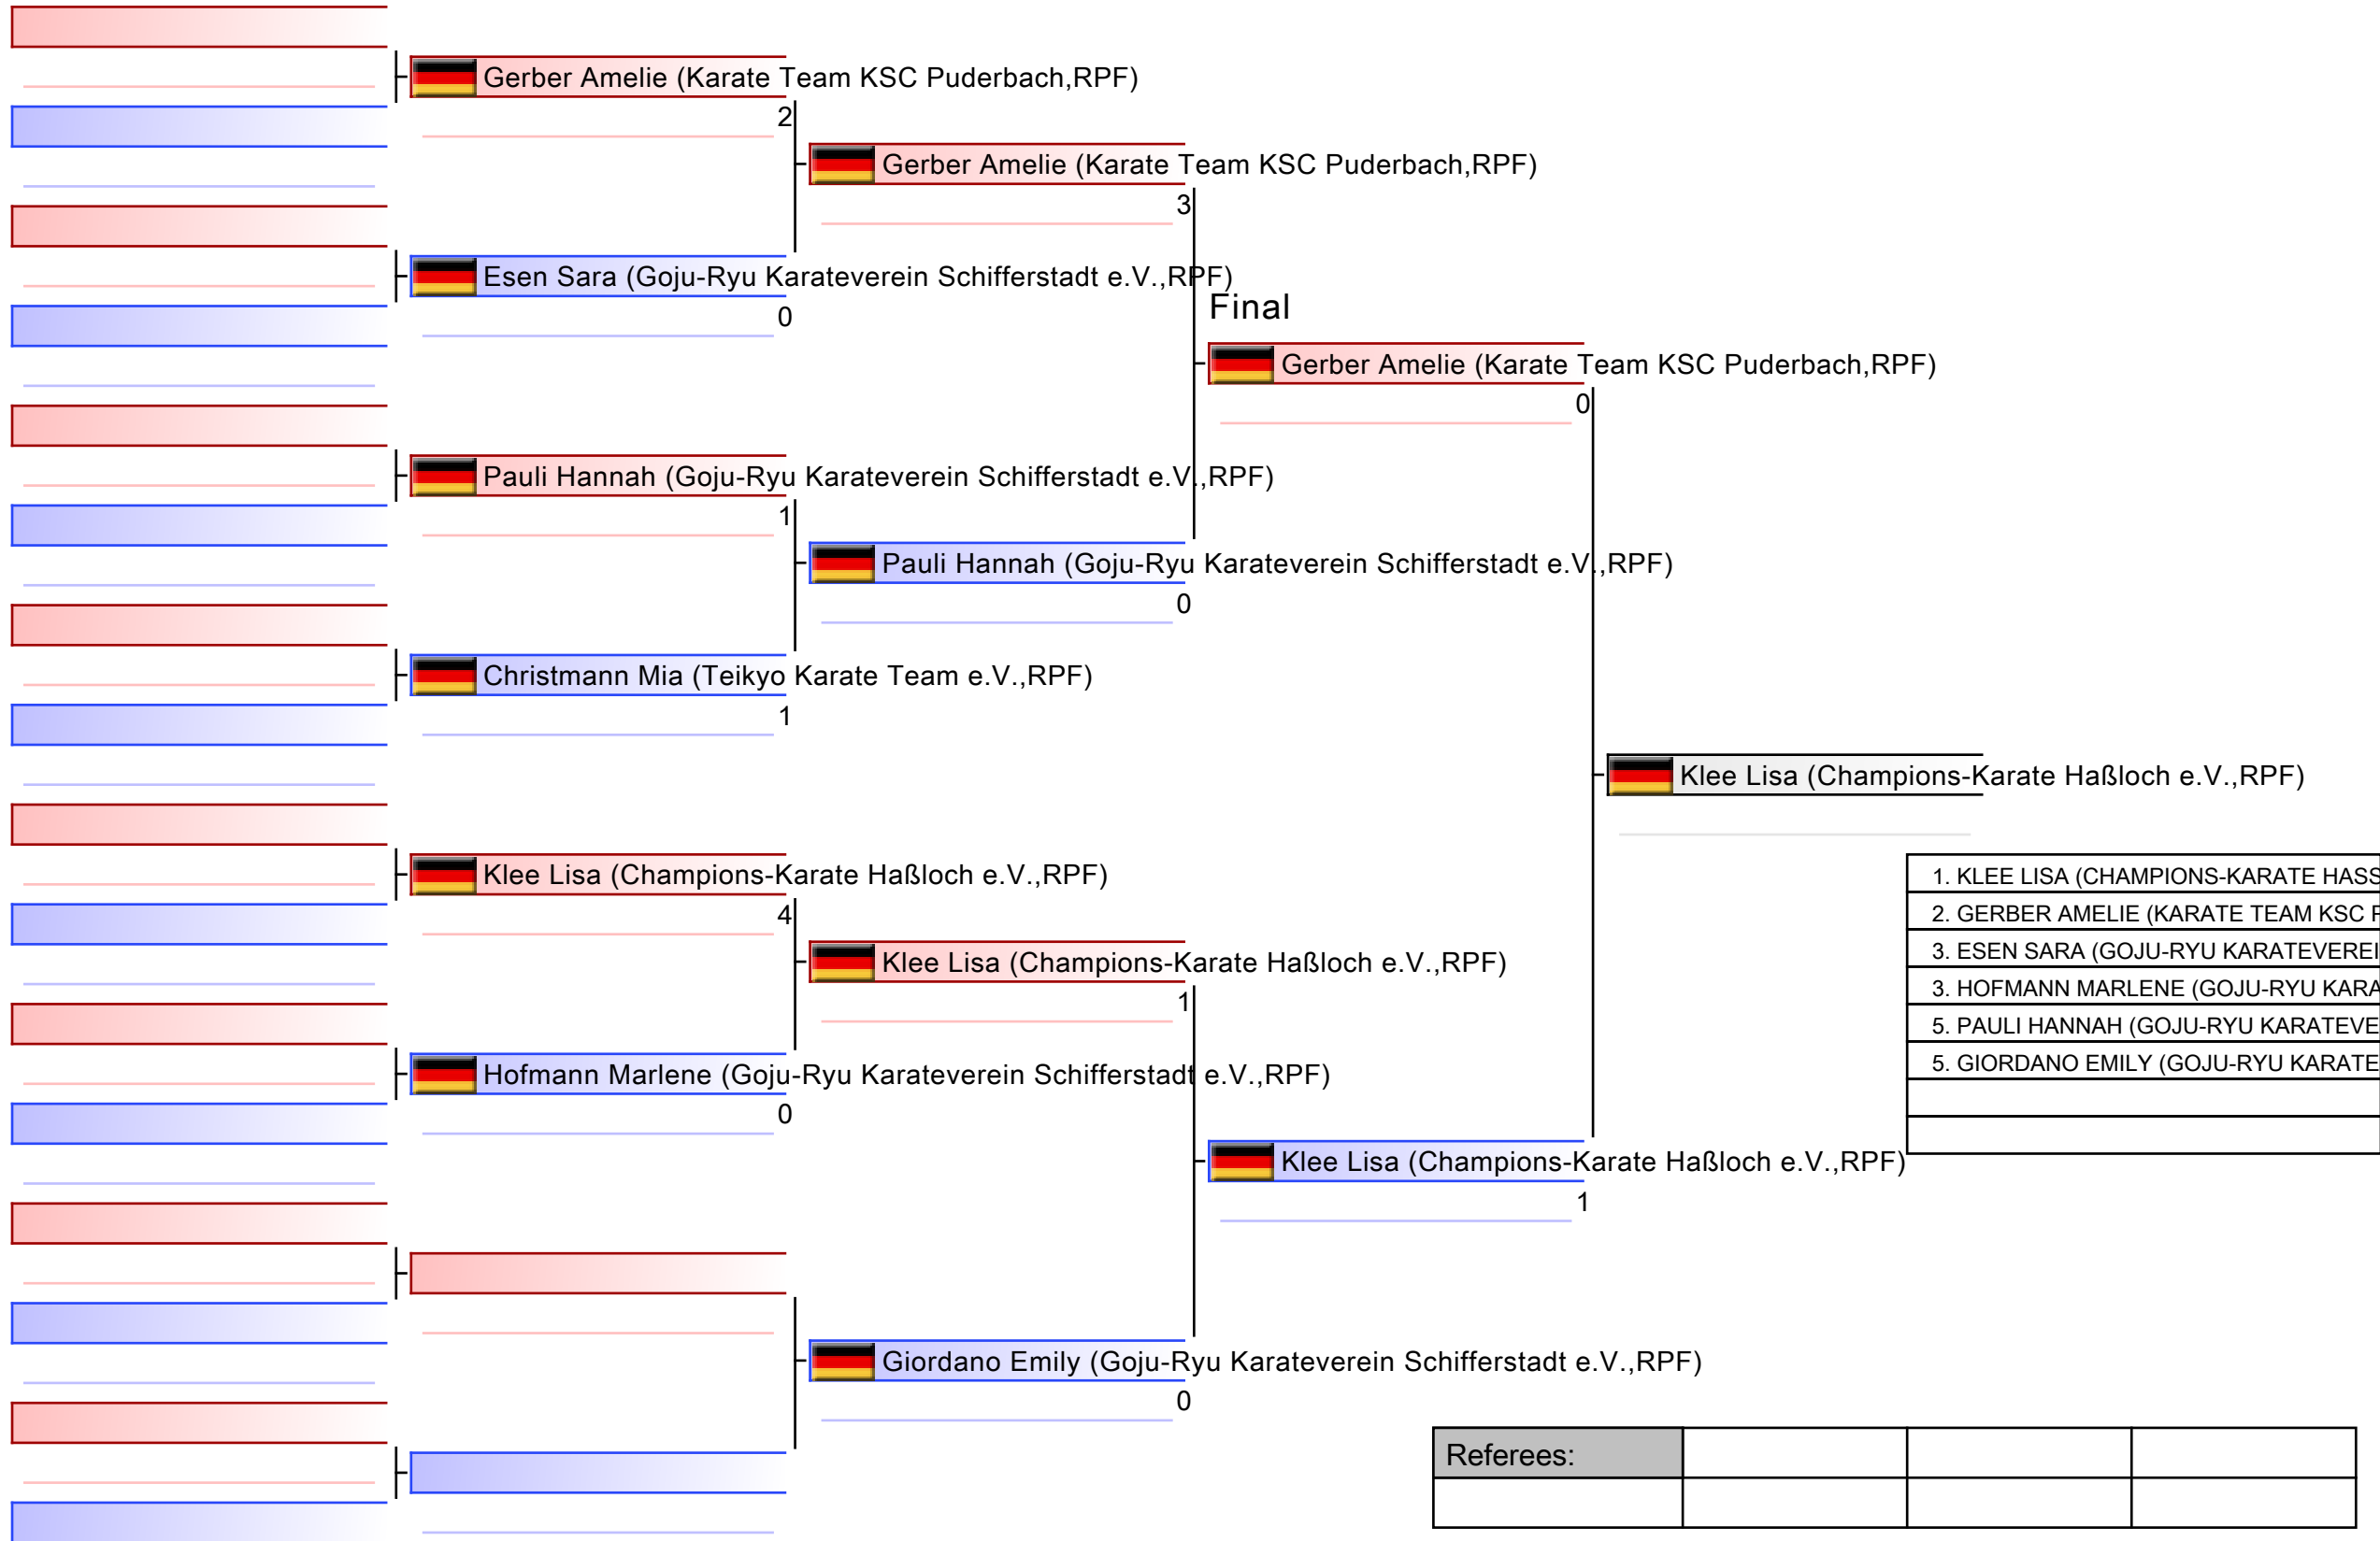 Gerber Amelie (Karate Team KSC Puderbach,RPF)
2
Esen Sara (Goju-Ryu Karateverein Schifferstadt e.V.,RPF)
0
Pauli Hannah (Goju-Ryu Karateverein Schifferstadt e.V.,RPF)
1
Christmann Mia (Teikyo Karate Team e.V.,RPF)
1
Klee Lisa (Champions-Karate Haßloch e.V.,RPF)
4
Hofmann Marlene (Goju-Ryu Karateverein Schifferstadt e.V.,RPF)
0
Gerber Amelie (Karate Team KSC Puderbach,RPF)
3
Pauli Hannah (Goju-Ryu Karateverein Schifferstadt e.V.,RPF)
0
Klee Lisa (Champions-Karate Haßloch e.V.,RPF)
1
Giordano Emily (Goju-Ryu Karateverein Schifferstadt e.V.,RPF)
0
Final
Gerber Amelie (Karate Team KSC Puderbach,RPF)
0
Klee Lisa (Champions-Karate Haßloch e.V.,RPF)
1
Klee Lisa (Champions-Karate Haßloch e.V.,RPF)
1. KLEE LISA (CHAMPIONS-KARATE HASS
2. GERBER AMELIE (KARATE TEAM KSC
3. ESEN SARA (GOJU-RYU KARATEVEREI
3. HOFMANN MARLENE (GOJU-RYU KARA
5. PAULI HANNAH (GOJU-RYU KARATEVE
5. GIORDANO EMILY (GOJU-RYU KARATE
Referees: